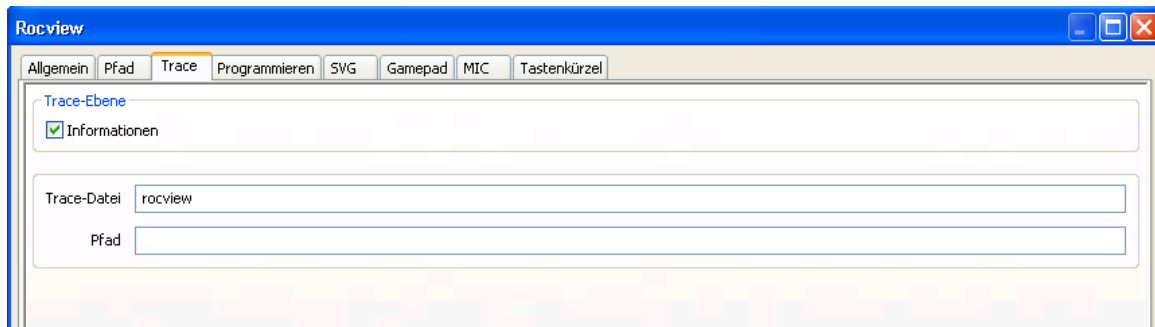 Rocview
Allgemein Pfad Trace Programmieren SVG Gamepad MIC Tastenkürzel
Trace-Ebene
Informationen
Trace-Datei rocview
Pfad